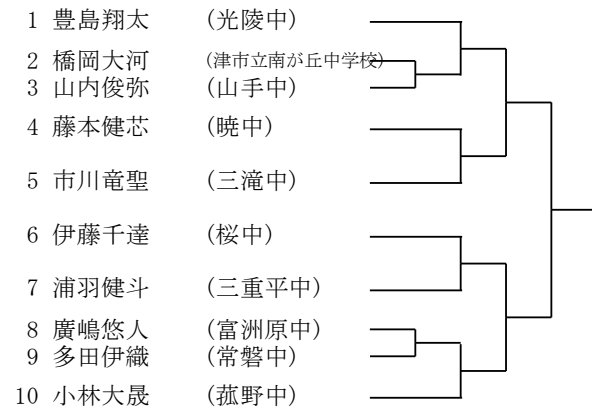 1 豊島翔太 (光陵中)
2 橋岡大河 (津市立南が丘中学校)
3 山内俊弥 (山手中)
4 藤本健芯 (暁中)
5 市川竜聖 (三滝中)
6 伊藤千達 (桜中)
7 浦羽健斗 (三重平中)
8 廣嶋悠人 (富洲原中)
9 多田伊織 (常磐中)
10 小林大晟 (菰野中)